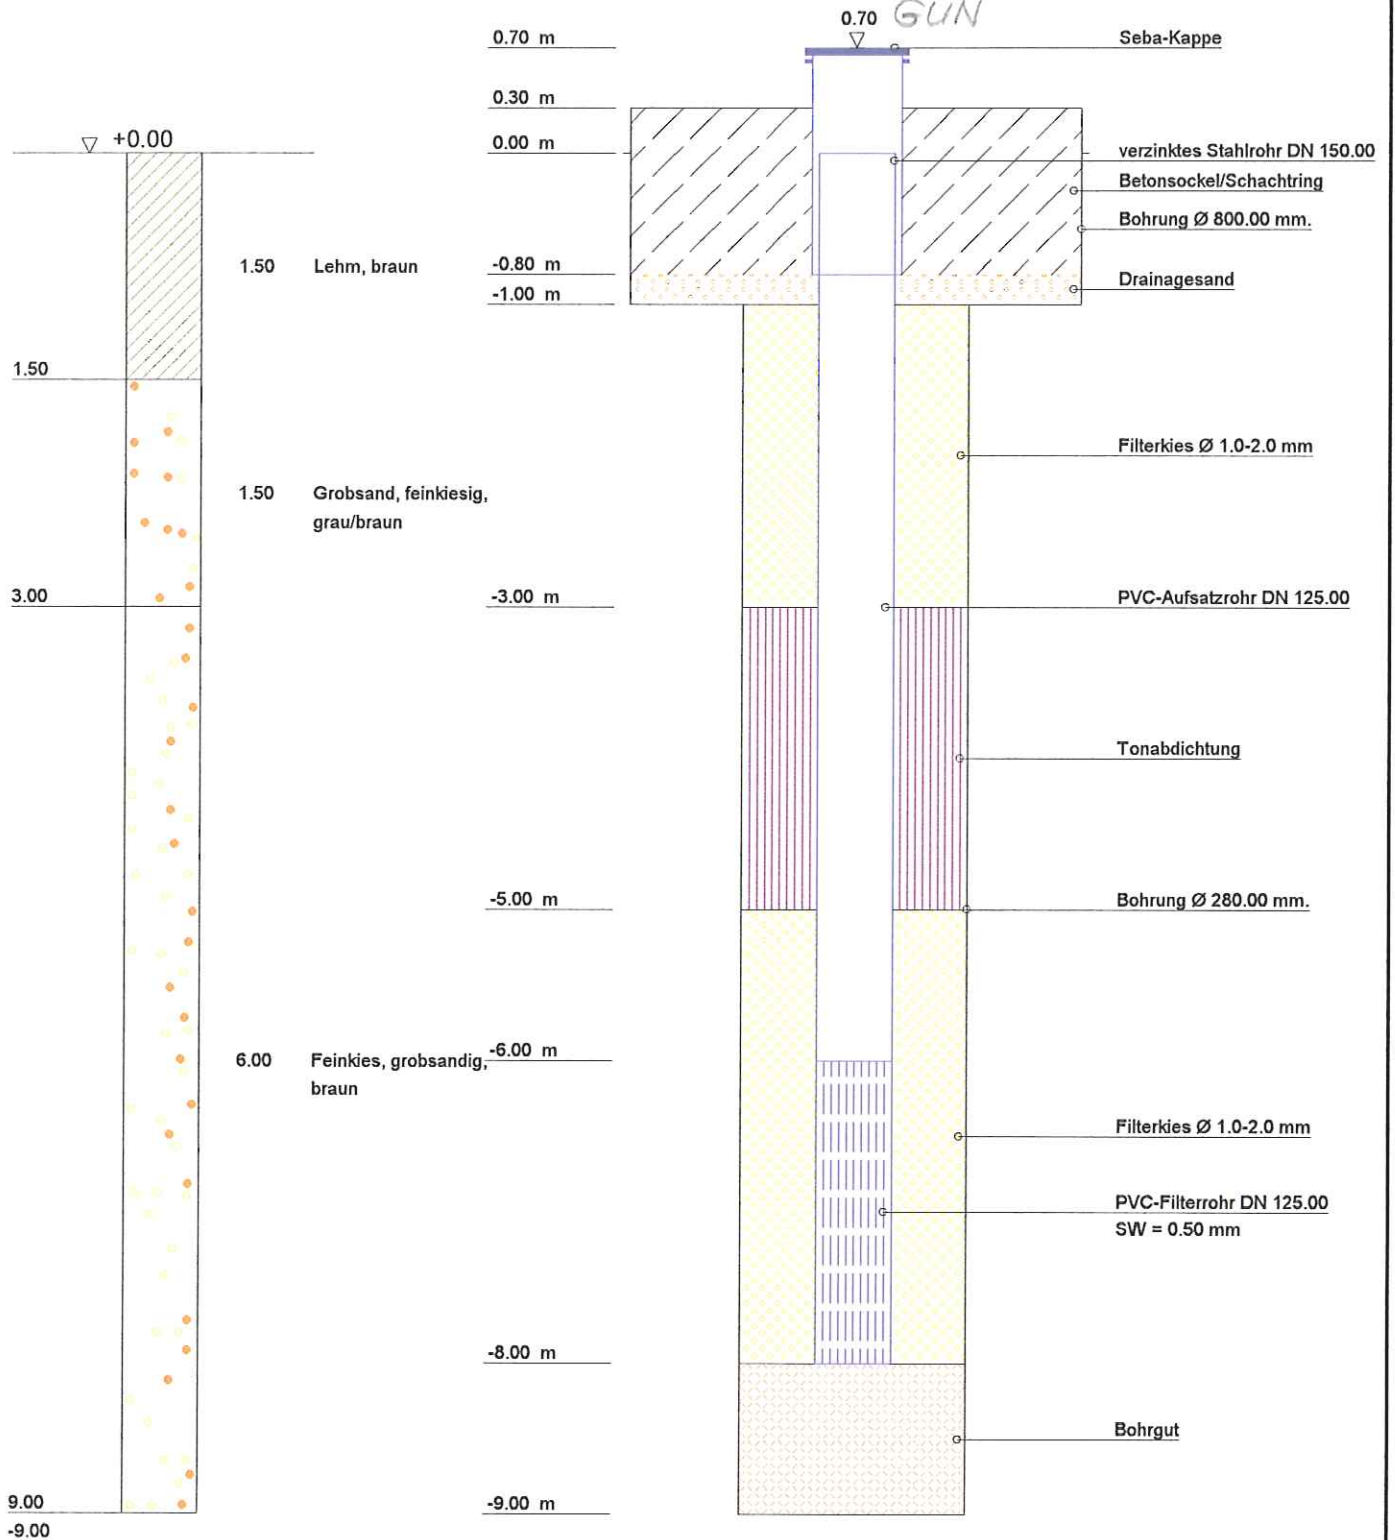 0.70 GUN
0.70 m
Seba-Kappe
0.30 m
+0.00
0.00 m
verzinktes Stahlrohr DN 150.00
Betonsockel/Schachtring
Bohrung Ø 800.00 mm.
1.50 Lehm, braun
-0.80 m
Drainagesand
-1.00 m
1.50
Filterkies Ø 1.0-2.0 mm
1.50 Grobsand, feinkiesig,
grau/braun
3.00
-3.00 m
PVC-Aufsatzrohr DN 125.00
Tonabdichtung
-5.00 m
Bohrung Ø 280.00 mm.
6.00 Feinkies, grobsandig,
braun
-6.00 m
Filterkies Ø 1.0-2.0 mm
PVC-Filterrohr DN 125.00
SW = 0.50 mm
-8.00 m
Bohrgut
9.00
-9.00
-9.00 m